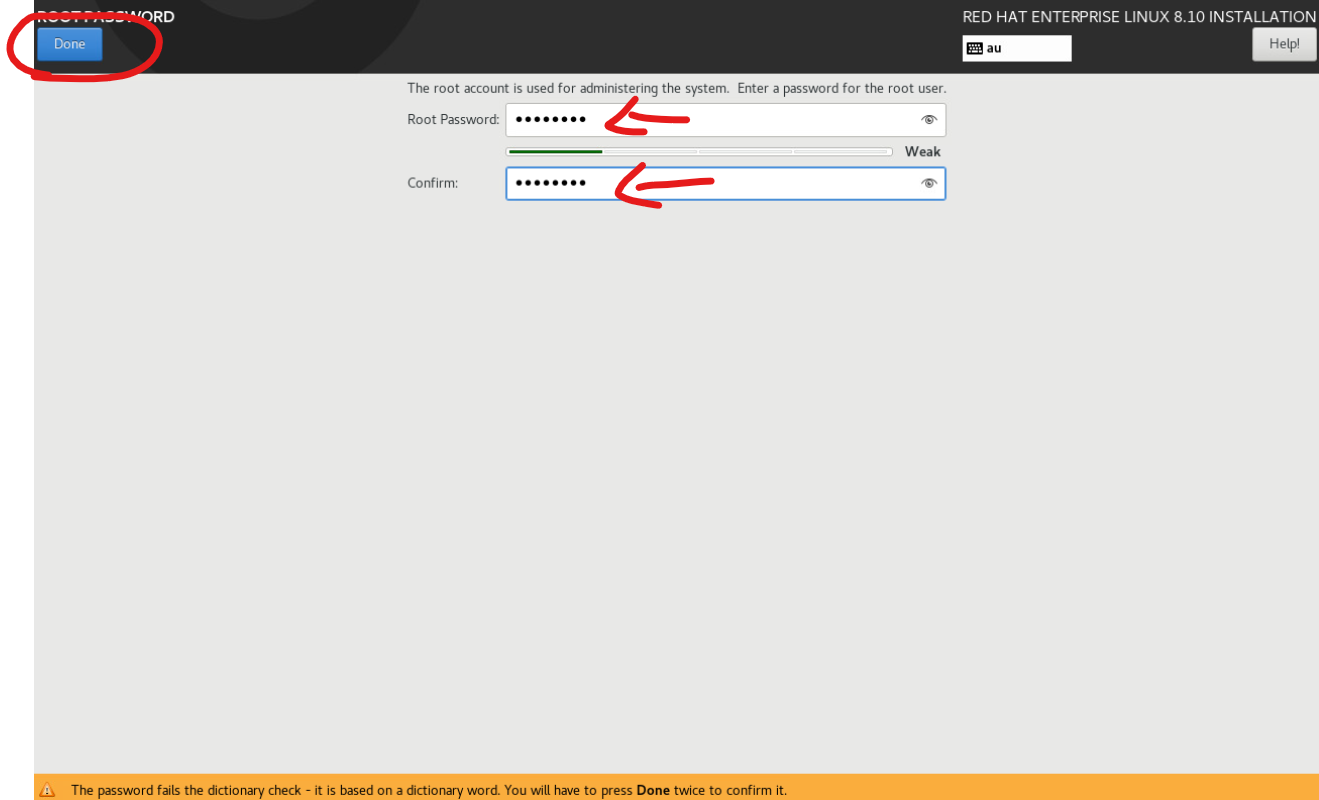 ROOT PASSWORD
RED HAT ENTERPRISE LINUX 8.10 INSTALLATION
Done
au
Help!
The root account is used for administering the system.  Enter a password for the root user.
Root Password: ••••••••
Weak
Confirm: ••••••••
The password fails the dictionary check - it is based on a dictionary word. You will have to press Done twice to confirm it.